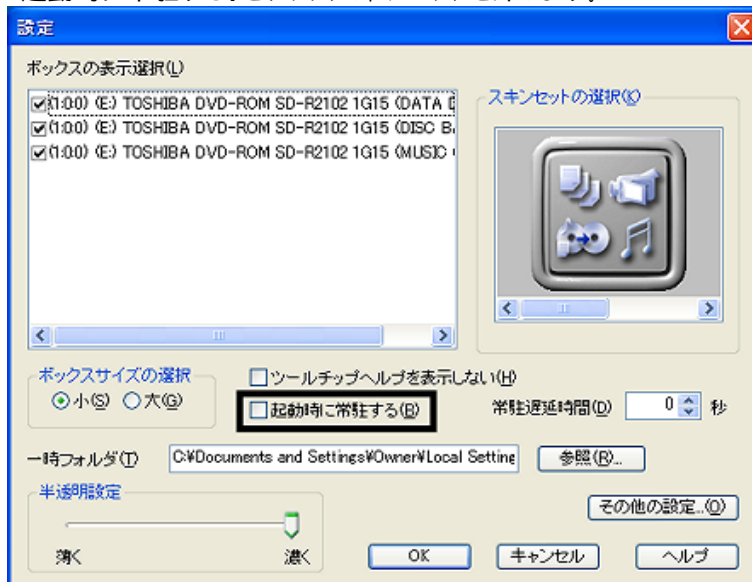 設定
ボックスの表示選択(L)
(1:0:0) (E:) TOSHIBA DVD-ROM SD-R2102 1G15 (DATA
(1:0:0) (E:) TOSHIBA DVD-ROM SD-R2102 1G15 (DISC
(1:0:0) (E:) TOSHIBA DVD-ROM SD-R2102 1G15 (MUSIC
スキンセットの選択(K)
ボックスサイズの選択
小(S) 大(G)
ツールチップヘルプを表示しない(H)
起動時に常駐する(B)
常駐遅延時間(D) 0 秒
一時フォルダ(T) C:¥Documents and Settings¥Owner¥Local Setting 参照(R)...
半透明設定
薄く 濃く
その他の設定...(O)
OK キャンセル ヘルプ